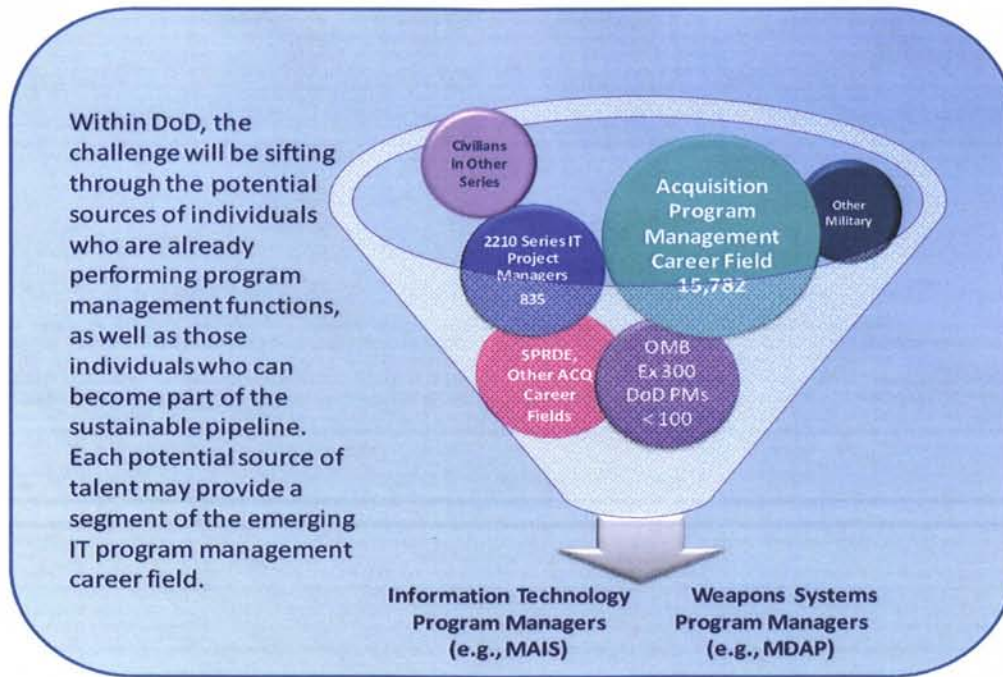 Within DoD, the
challenge will be sifting
through the potential
sources of individuals
who are already
performing program
management functions,
as well as those
individuals who can
become part of the
sustainable pipeline.
Each potential source of
talent may provide a
segment of the emerging
IT program management
career field.
Civilians
in Other
Series
Acquisition
Program
Management
Career Field
15,782
Other
Military
2210 Series IT
Project
Managers
835
SPRDE,
Other ACQ
Career
Fields
OMB
Ex 300
DoD PMs
< 100
Information Technology
Program Managers
(e.g., MAIS)
Weapons Systems
Program Managers
(e.g., MDAP)